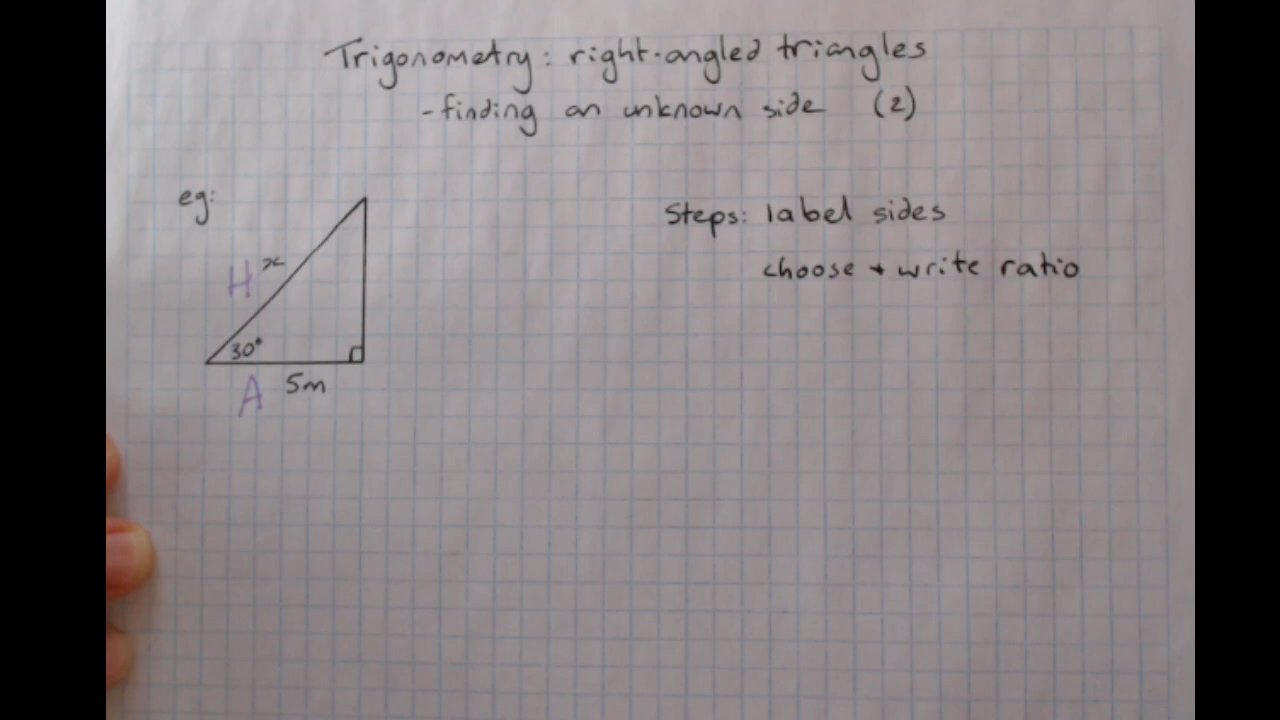 Trigonometry: right-angled triangles
- finding an unknown side (2)
eg:
Steps: label sides
choose + write ratio
H x
30°
A 5m